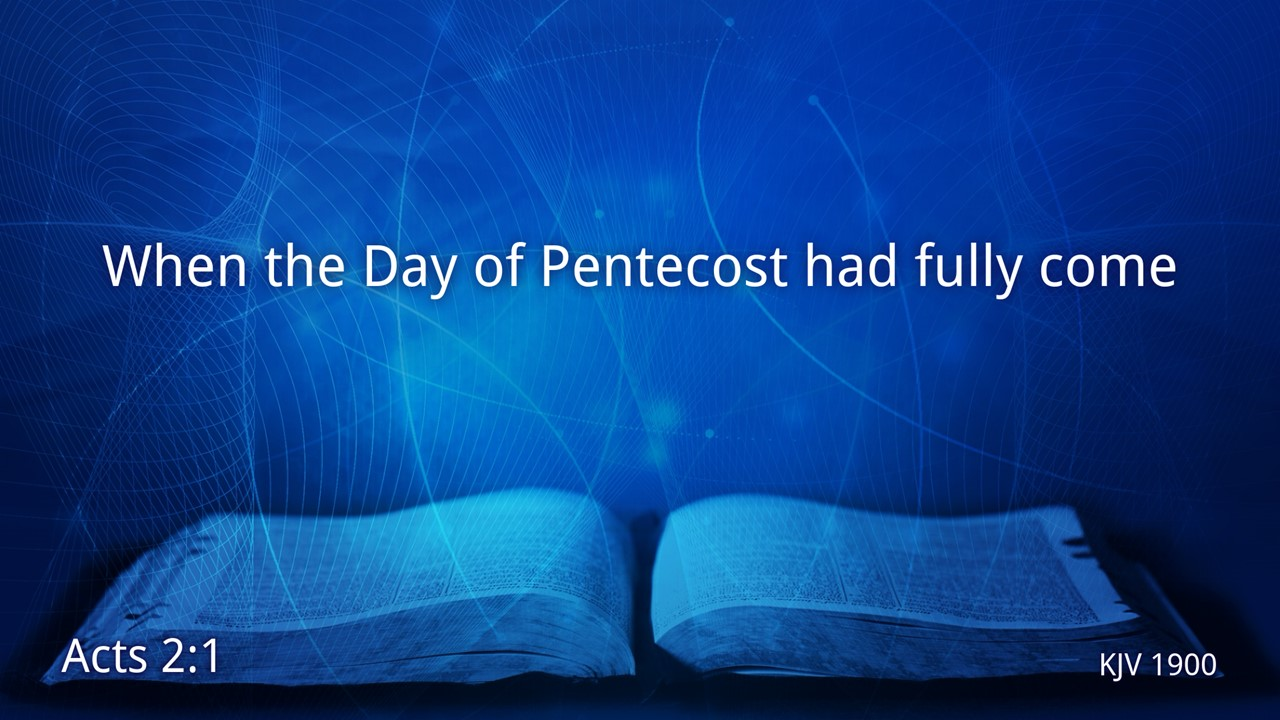 When the Day of Pentecost had fully come
Acts 2:1
KJV 1900